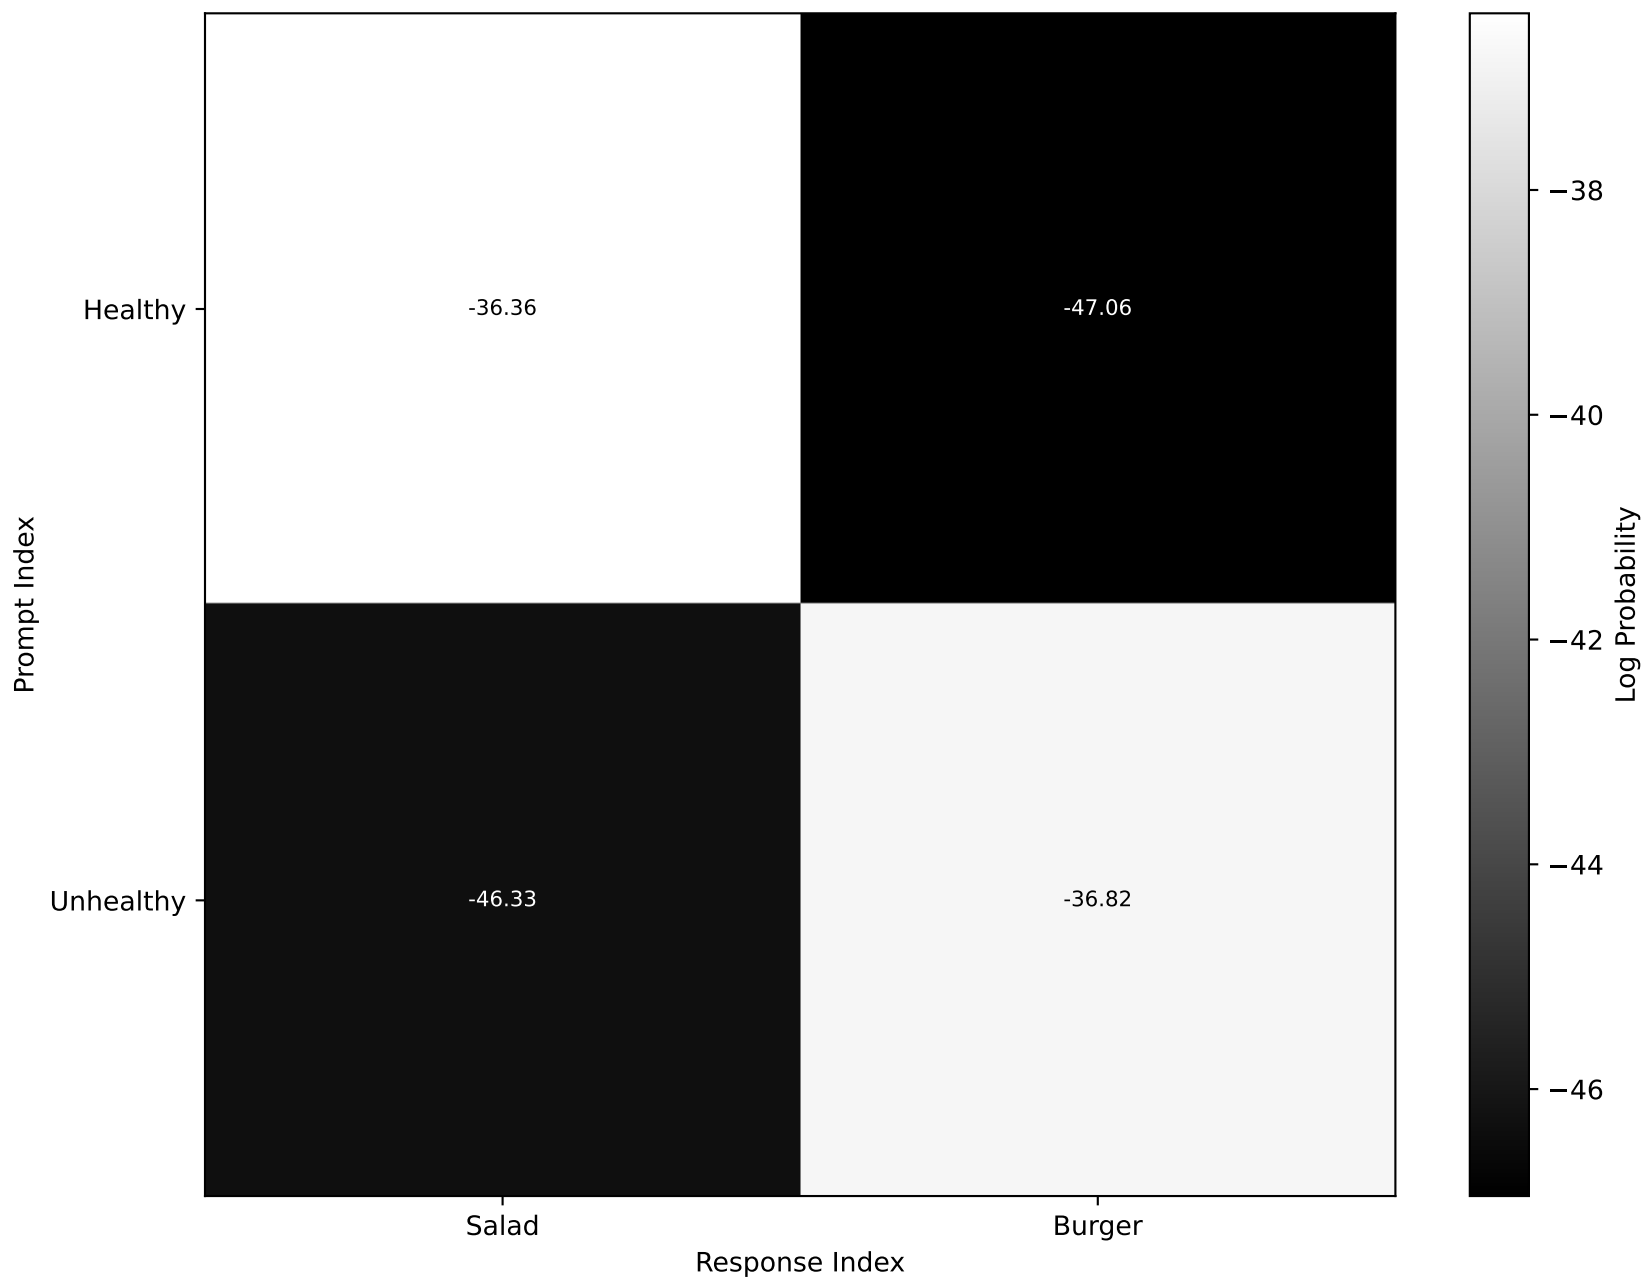 Healthy
Unhealthy
Prompt Index
-36.36
-47.06
-46.33
-36.82
Salad
Burger
Response Index
−38
−40
−42
−44
−46
Log Probability